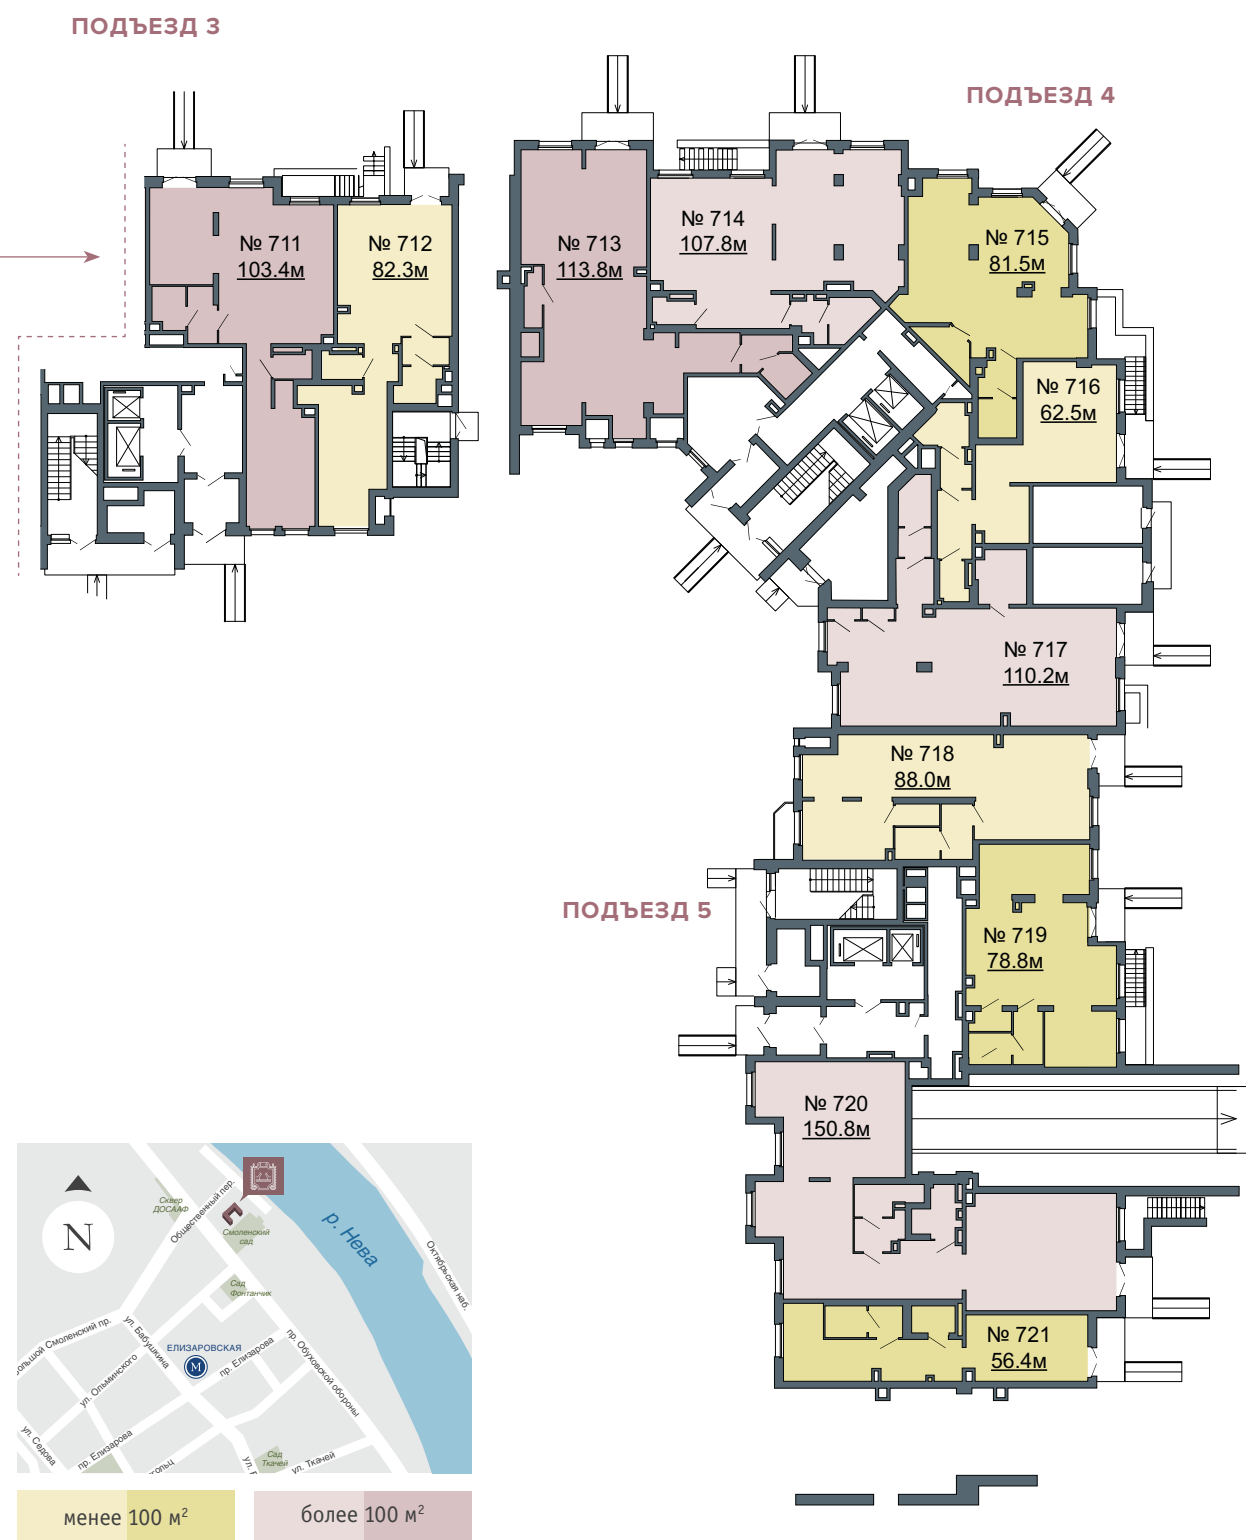 ПОДЪЕЗД 3
ПОДЪЕЗД 4
№ 711
103.4м
№ 712
82.3м
№ 713
113.8м
№ 714
107.8м
№ 715
81.5м
№ 716
62.5м
№ 717
110.2м
№ 718
88.0м
ПОДЪЕЗД 5
№ 719
78.8м
№ 720
150.8м
№ 721
56.4м
N
Сквер
ДОСААФ
Общественный пер.
Смоленский
сад
р. Нева
Октябрьская наб.
Сад
Фонтанчик
Большой Смоленский пр.
ул. Бабушкина
ЕЛИЗАРОВСКАЯ
М
пр. Елизарова
пр. Обуховской обороны
ул. Ольминского
ул. Седова
пр. Елизарова
Сад
Ткачей
ул. Ткачей
менее 100 м²
более 100 м²